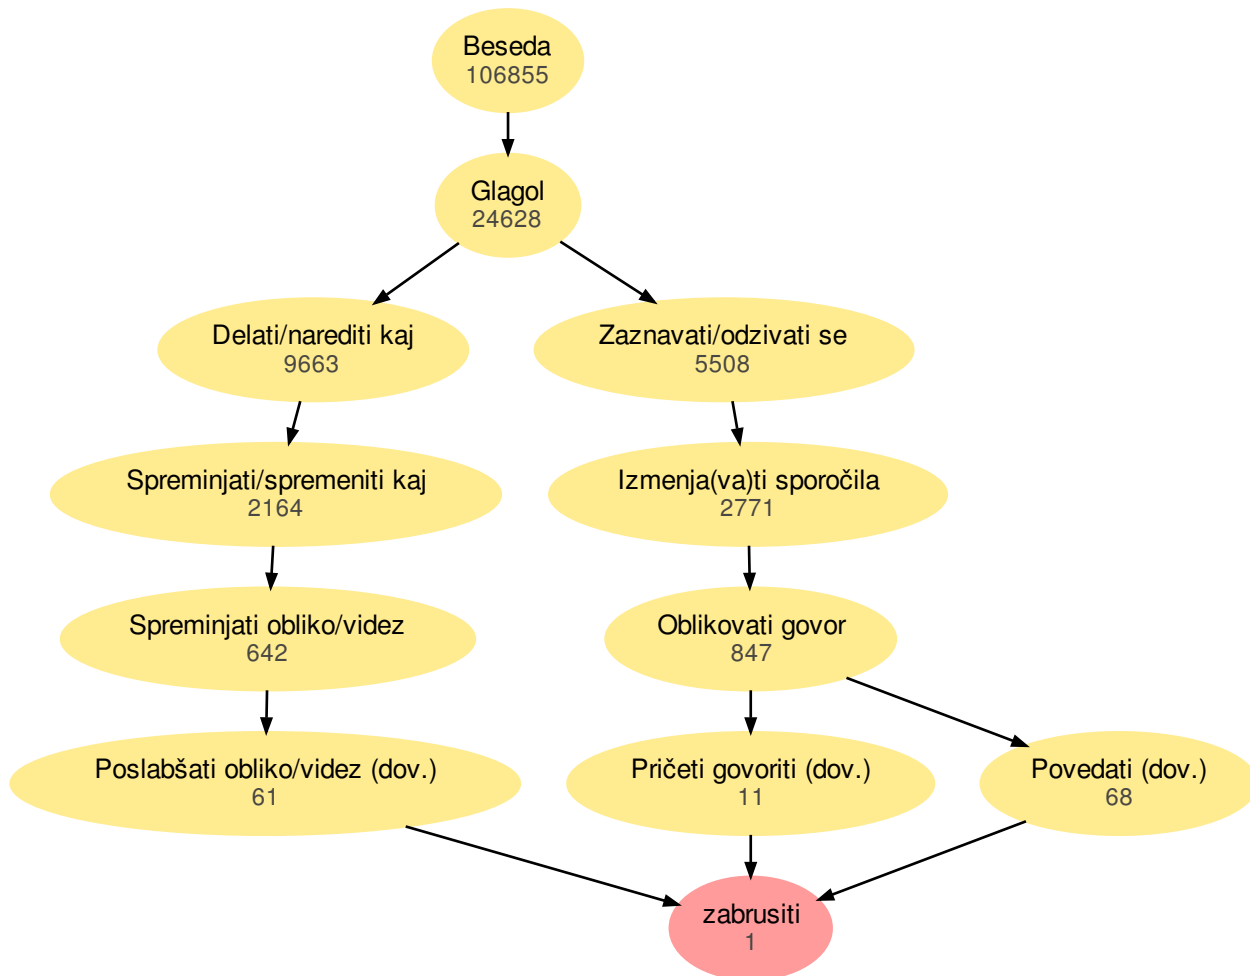 Beseda
106855
Glagol
24628
Delati/narediti kaj
9663
Zaznavati/odzivati se
5508
Spreminjati/spremeniti kaj
2164
Izmenja(va)ti sporočila
2771
Spreminjati obliko/videz
642
Oblikovati govor
847
Poslabšati obliko/videz (dov.)
61
Pričeti govoriti (dov.)
11
Povedati (dov.)
68
zabrusiti
1